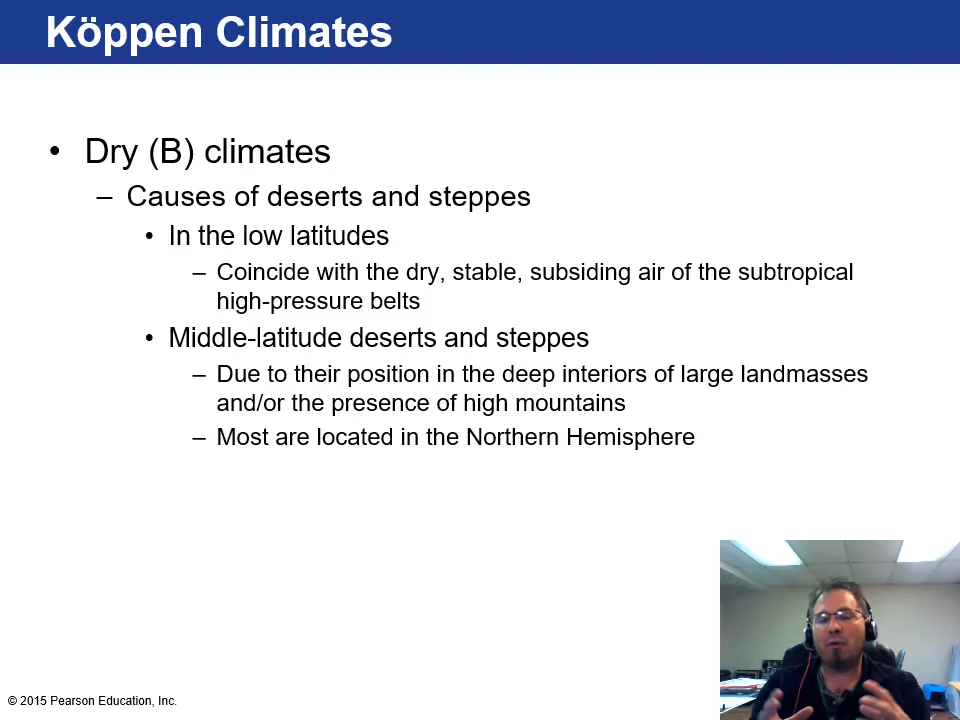 Köppen Climates
• Dry (B) climates
– Causes of deserts and steppes
• In the low latitudes
– Coincide with the dry, stable, subsiding air of the subtropical
high-pressure belts
• Middle-latitude deserts and steppes
– Due to their position in the deep interiors of large landmasses
and/or the presence of high mountains
– Most are located in the Northern Hemisphere
© 2015 Pearson Education, Inc.